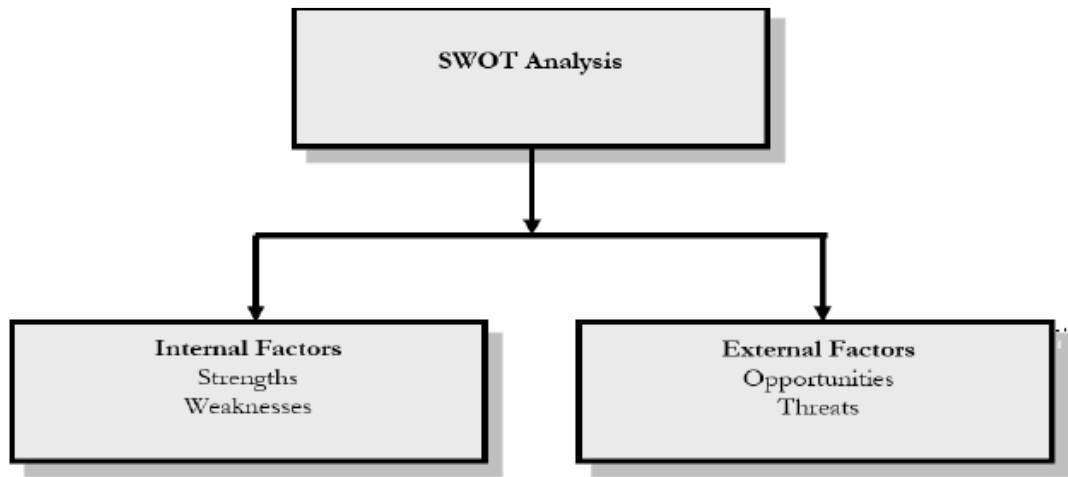 SWOT Analysis
Internal Factors
Strengths
Weaknesses
External Factors
Opportunities
Threats